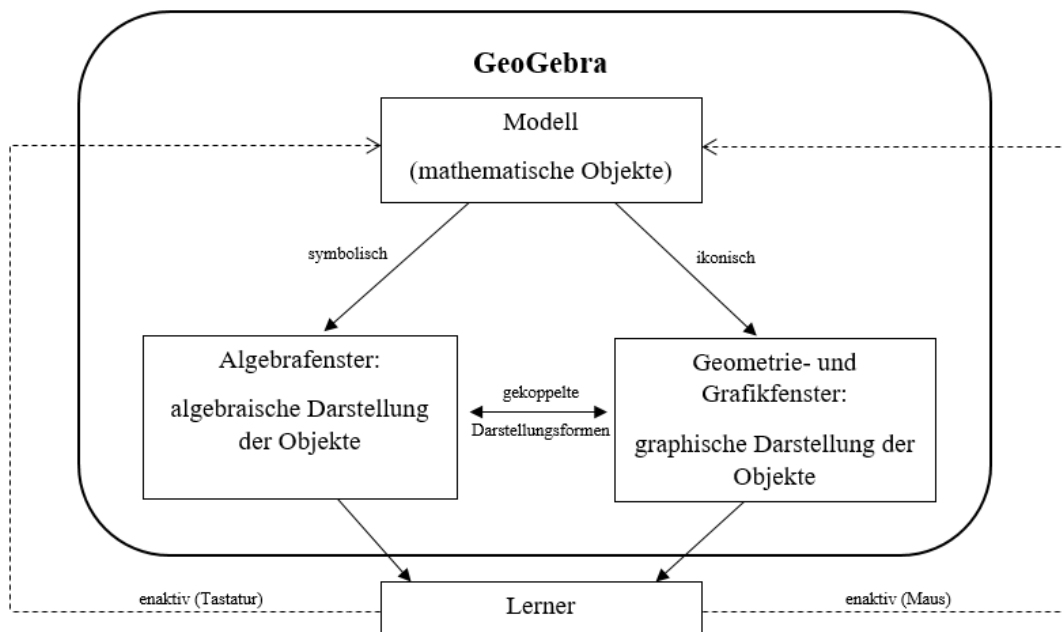 GeoGebra
Modell
(mathematische Objekte)
symbolisch
ikonisch
Algebrafenster:
algebraische Darstellung
der Objekte
gekoppelte
Darstellungsformen
Geometrie- und
Grafikfenster:
graphische Darstellung der
Objekte
enaktiv (Tastatur)
Lerner
enaktiv (Maus)